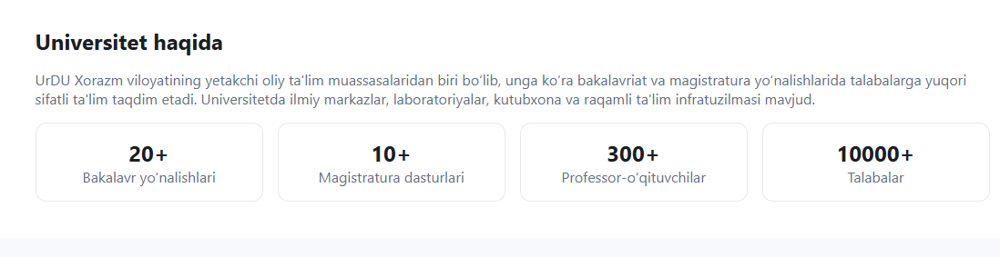 Universitet haqida
UrDU Xorazm viloyatining yetakchi oliy ta'lim muassasalaridan biri bo‘lib, unga ko‘ra bakalavriat va magistratura yo‘nalishlarida talabalarga yuqori
sifatli ta'lim taqdim etadi. Universitetda ilmiy markazlar, laboratoriyalar, kutubxona va raqamli ta'lim infratuzilmasi mavjud.
20+
Bakalavr yo‘nalishlari
10+
Magistratura dasturlari
300+
Professor-o‘qituvchilar
10000+
Talabalar